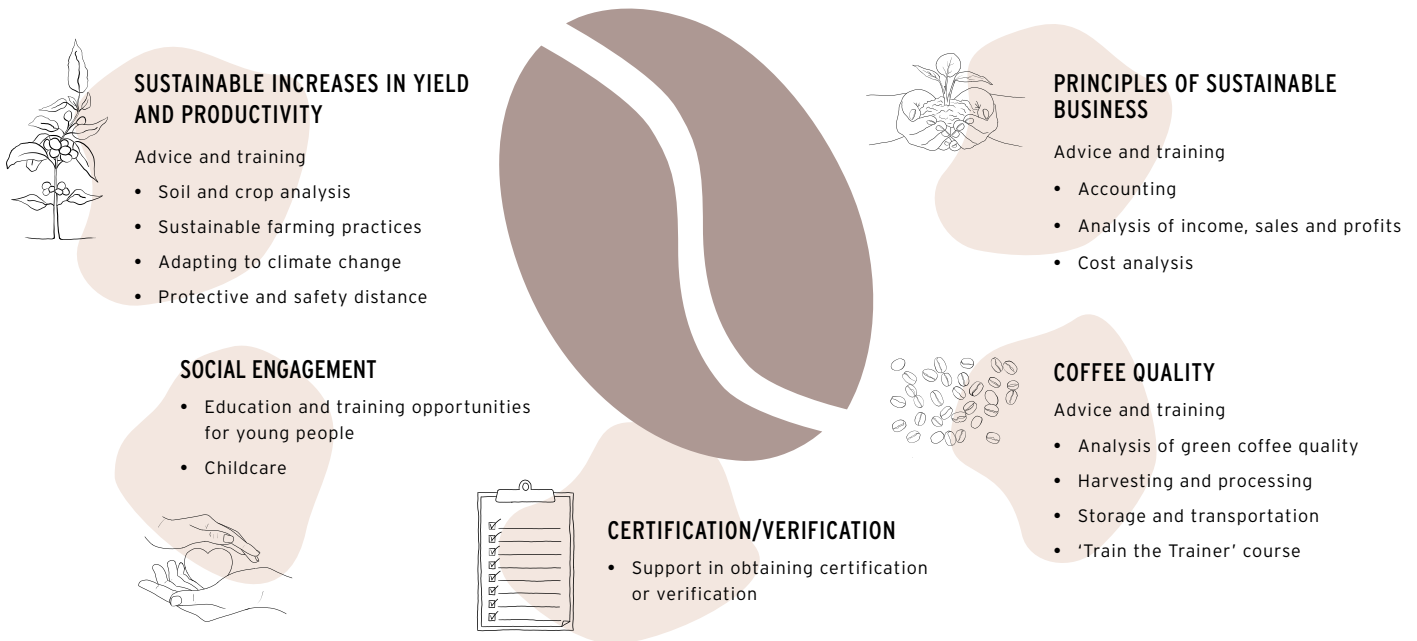 SUSTAINABLE INCREASES IN YIELD
AND PRODUCTIVITY
Advice and training
• Soil and crop analysis
• Sustainable farming practices
• Adapting to climate change
• Protective and safety distance
PRINCIPLES OF SUSTAINABLE
BUSINESS
Advice and training
• Accounting
• Analysis of income, sales and profits
• Cost analysis
SOCIAL ENGAGEMENT
• Education and training opportunities
for young people
• Childcare
COFFEE QUALITY
Advice and training
• Analysis of green coffee quality
• Harvesting and processing
• Storage and transportation
• ‘Train the Trainer’ course
CERTIFICATION/VERIFICATION
• Support in obtaining certification
or verification